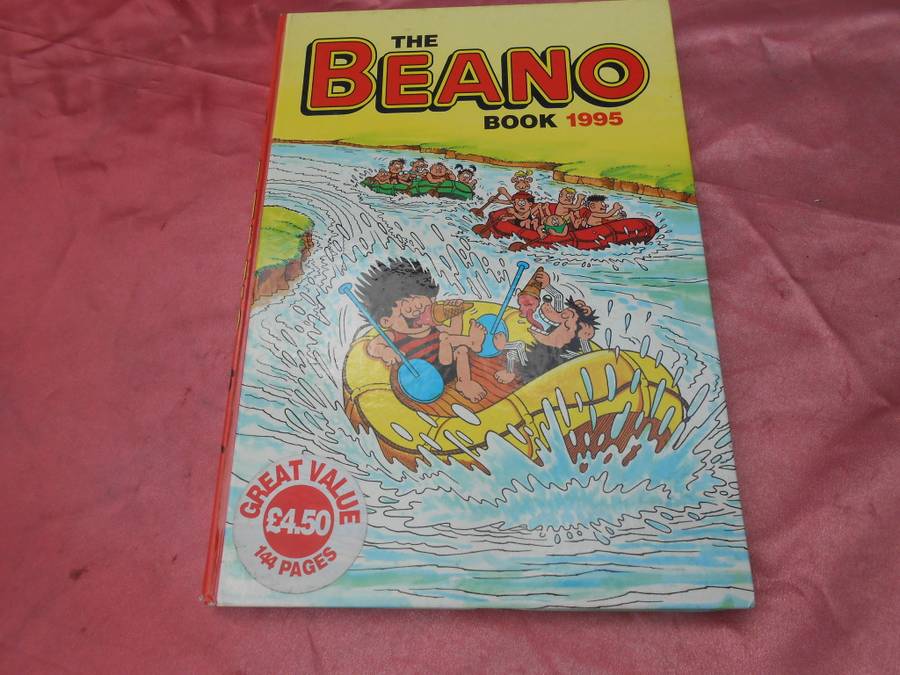 THE
BEANO
BOOK 1995
GREAT VALUE
£4.50
144 PAGES